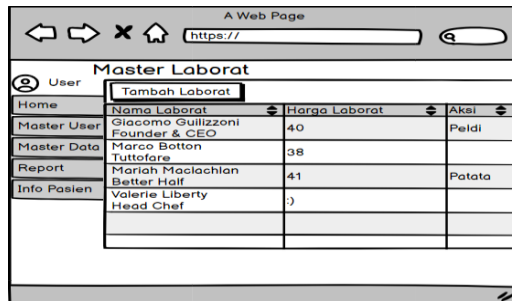 A Web Page
https://
Master Laborat
User
Tambah Laborat
Home
Master User
Master Data
Report
Info Pasien
Nama Laborat Harga Laborat Aksi
Giacomo Guilizzoni
Founder & CEO
40 Peldi
Marco Botton
Tuttofare
38
Mariah Maclachlan
Better Half
41 Patata
Valerie Liberty
Head Chef
:)